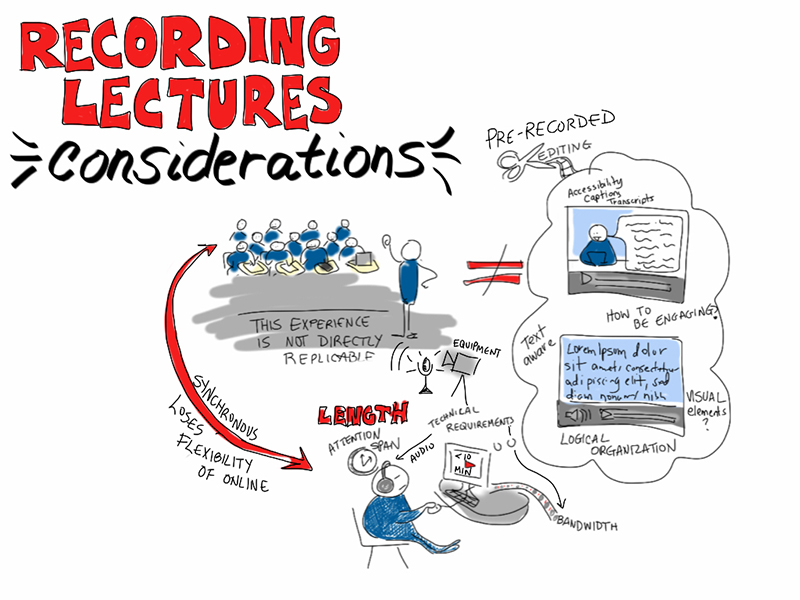 RECORDING
LECTURES
Considerations
PRE-RECORDED
EDITING
Accessibility
Captions
Transcripts
HOW TO
BE ENGAGING?
Text
aware
Lorem Ipsum dolor
sit amet, consectetur
adipiscing elit, sed
diam nonummy nibh
VISUAL
elements
?
LOGICAL
ORGANIZATION
THIS EXPERIENCE
IS NOT DIRECTLY
REPLICABLE
EQUIPMENT
SYNCHRONOUS
LOSES
FLEXIBILITY
OF ONLINE
LENGTH
ATTENTION
SPAN
TECHNICAL
REQUIREMENTS
AUDIO
<10
MIN
BANDWIDTH